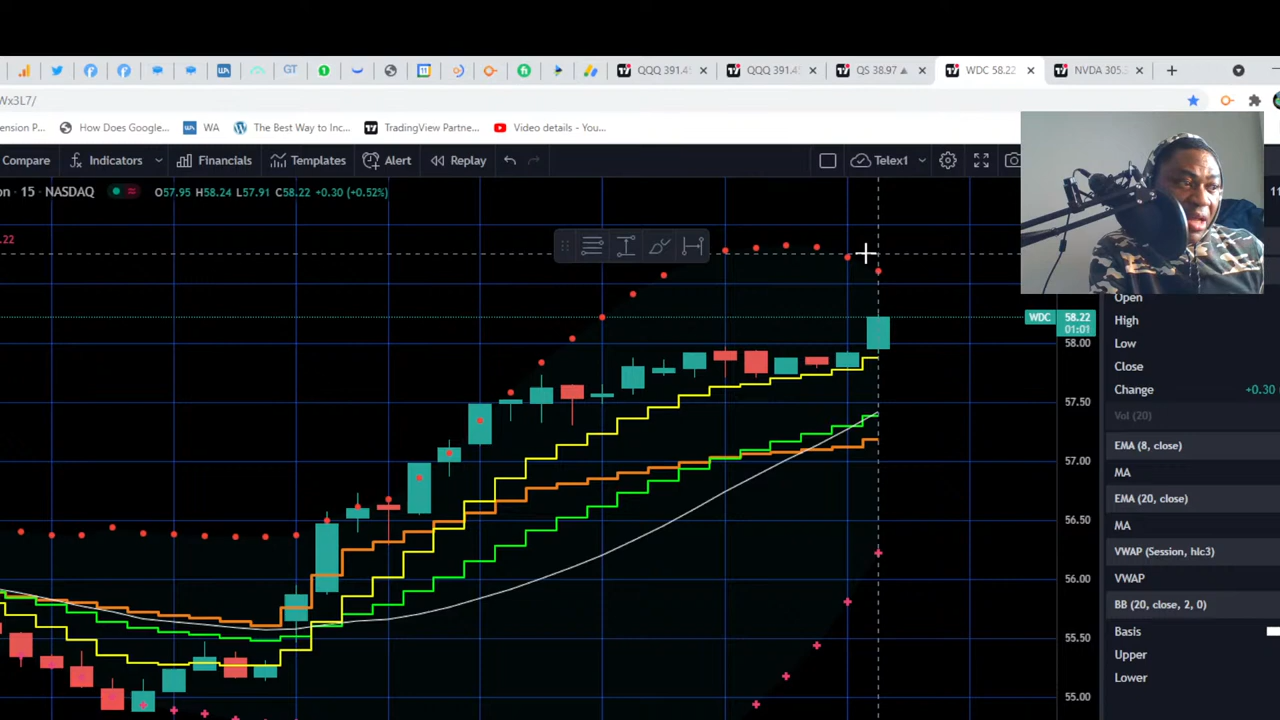 QQQ 391.4
QQQ 391.4
QS 38.97
WDC 58.22
NVDA 305.
Wx3L7/
ension P...
How Does Google...
WA
The Best Way to Inc...
TradingView Partne...
Video details - You...
Compare
Indicators
Financials
Templates
Alert
Replay
Telex1
on · 15 · NASDAQ
O57.95 H58.24 L57.91 C58.22 +0.30 (+0.52%)
.22
11
Open
High
Low
Close
Change +0.30
Vol (20)
EMA (8, close)
MA
EMA (20, close)
MA
VWAP (Session, hlc3)
VWAP
BB (20, close, 2, 0)
Basis
Upper
Lower
WDC 58.22
01:01
58.00
57.50
57.00
56.50
56.00
55.50
55.00